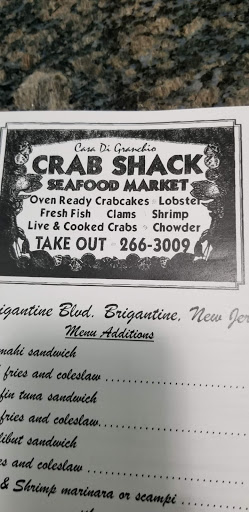 Casa Di Granchio
CRAB SHACK
SEAFOOD MARKET
Oven Ready Crabcakes · Lobster
Fresh Fish · Clams · Shrimp
Live & Cooked Crabs · Chowder
TAKE OUT · 266-3009
igantine Blvd. Brigantine, New Jer
Menu Additions
mahi sandwich
fries and coleslaw
fin tuna sandwich
fries and coleslaw
libut sandwich
es and coleslaw
& Shrimp marinara or scampi